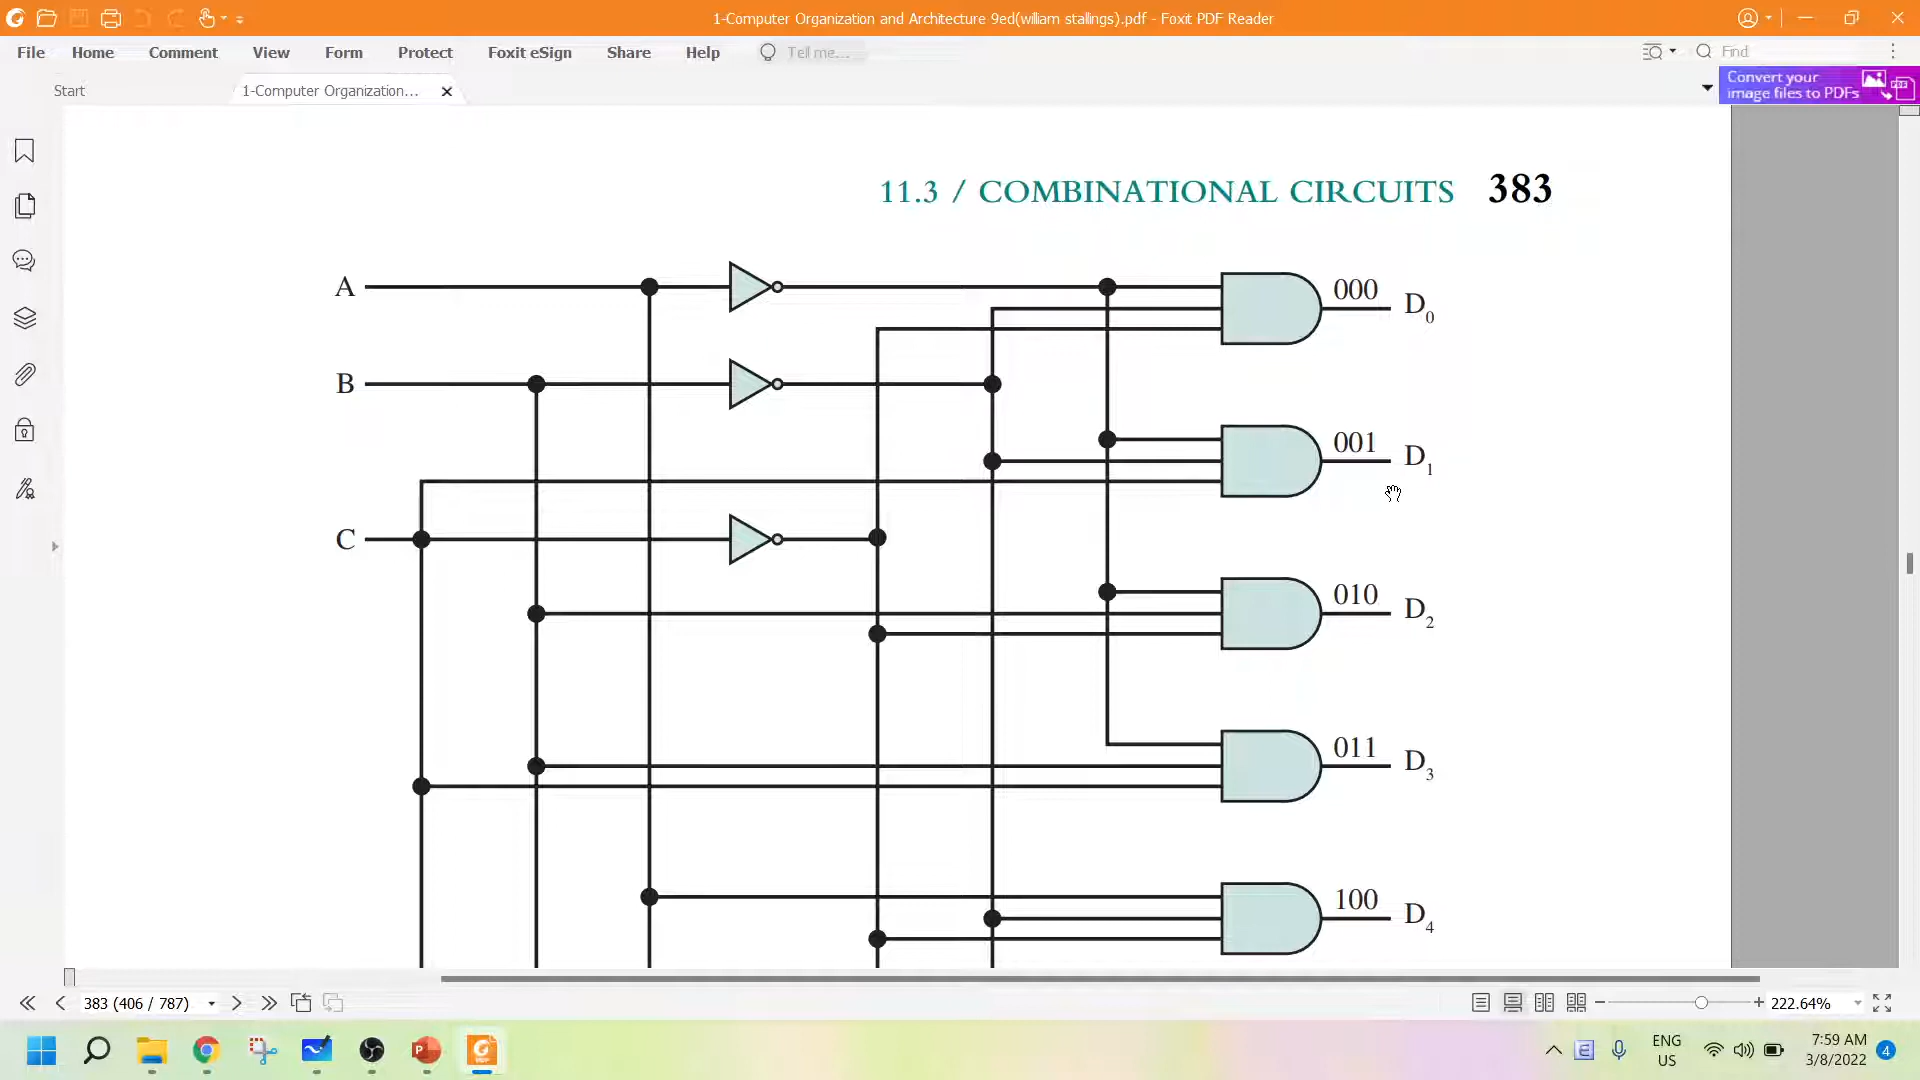 1-Computer Organization and Architecture 9ed(william stallings).pdf - Foxit PDF Reader
File Home Comment View Form Protect Foxit eSign Share Help Tell me... Find
Start 1-Computer Organization...
Convert your
image files to PDFs
11.3 / COMBINATIONAL CIRCUITS 383
A
000 D0
B
001 D1
C
010 D2
011 D3
100 D4
383 (406 / 787) 222.64%
ENG
US
7:59 AM
3/8/2022
4